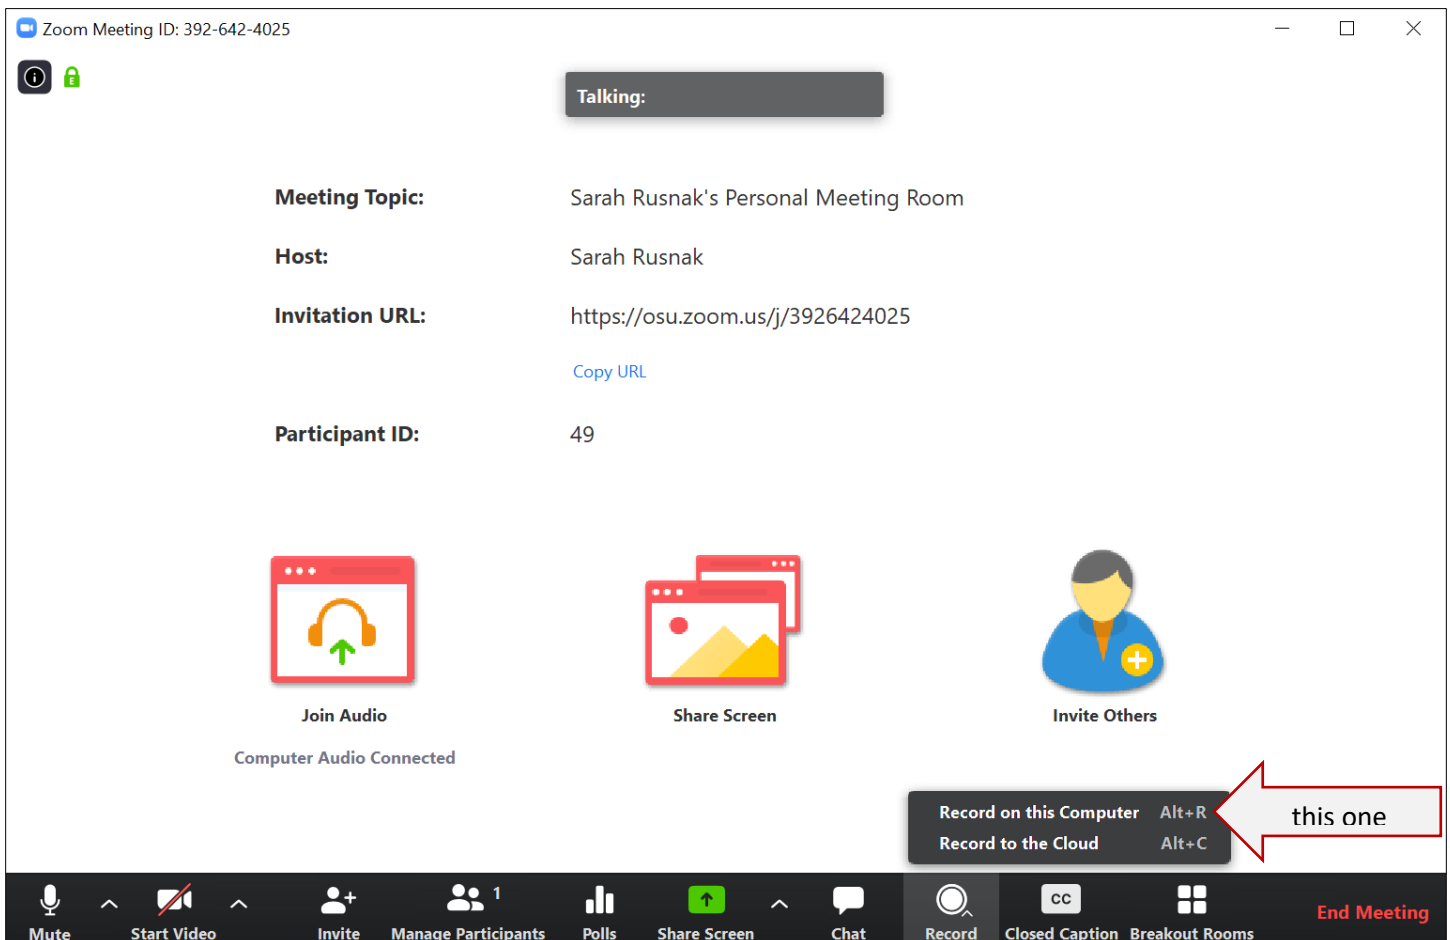 Zoom Meeting ID: 392-642-4025
Talking:
Meeting Topic: Sarah Rusnak's Personal Meeting Room
Host: Sarah Rusnak
Invitation URL: https://osu.zoom.us/j/3926424025
Copy URL
Participant ID: 49
Join Audio Share Screen Invite Others
Computer Audio Connected
Record on this Computer Alt+R
this one
Record to the Cloud Alt+C
1
CC
End Meeting
Mute Start Video Invite Manage Participants Polls Share Screen Chat Record Closed Caption Breakout Rooms